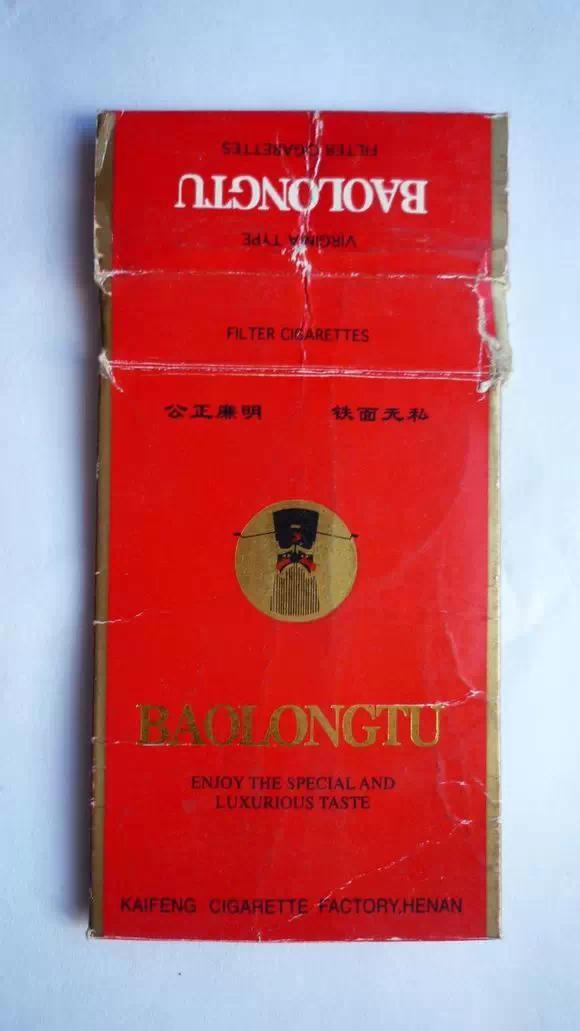 FILTER CIGARETTES
BAOLONGTU
VIRGINIA TYPE
FILTER CIGARETTES
公正廉明 铁面无私
BAOLONGTU
ENJOY THE SPECIAL AND
LUXURIOUS TASTE
KAIFENG CIGARETTE FACTORY.HENAN